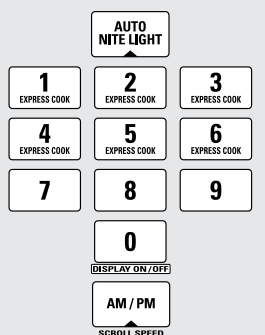 AUTO
NITE LIGHT
1 2 3
EXPRESS COOK EXPRESS COOK EXPRESS COOK
4 5 6
EXPRESS COOK EXPRESS COOK EXPRESS COOK
7 8 9
0
DISPLAY ON/OFF
AM / PM
SCROLL SPEED